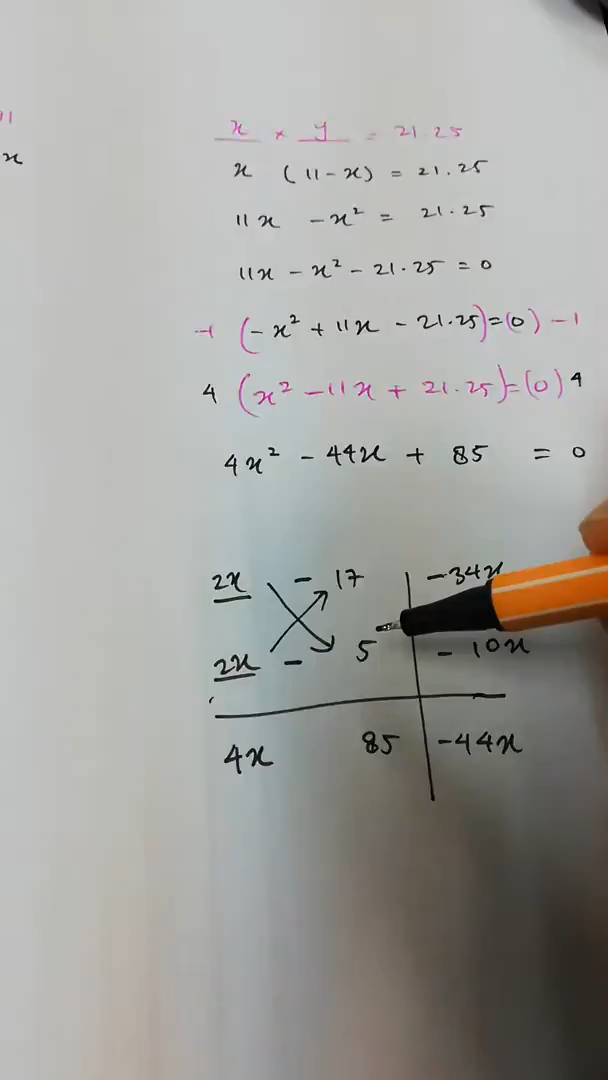 11
x
x × y = 21.25
x (11-x) = 21.25
11x - x² = 21.25
11x - x² - 21.25 = 0
-1 (-x² + 11x - 21.25) = (0) -1
4 (x² - 11x + 21.25) = (0) 4
4x² - 44x + 85 = 0
2x - 17 -34x
2x - 5 - 10x
4x 85 -44x